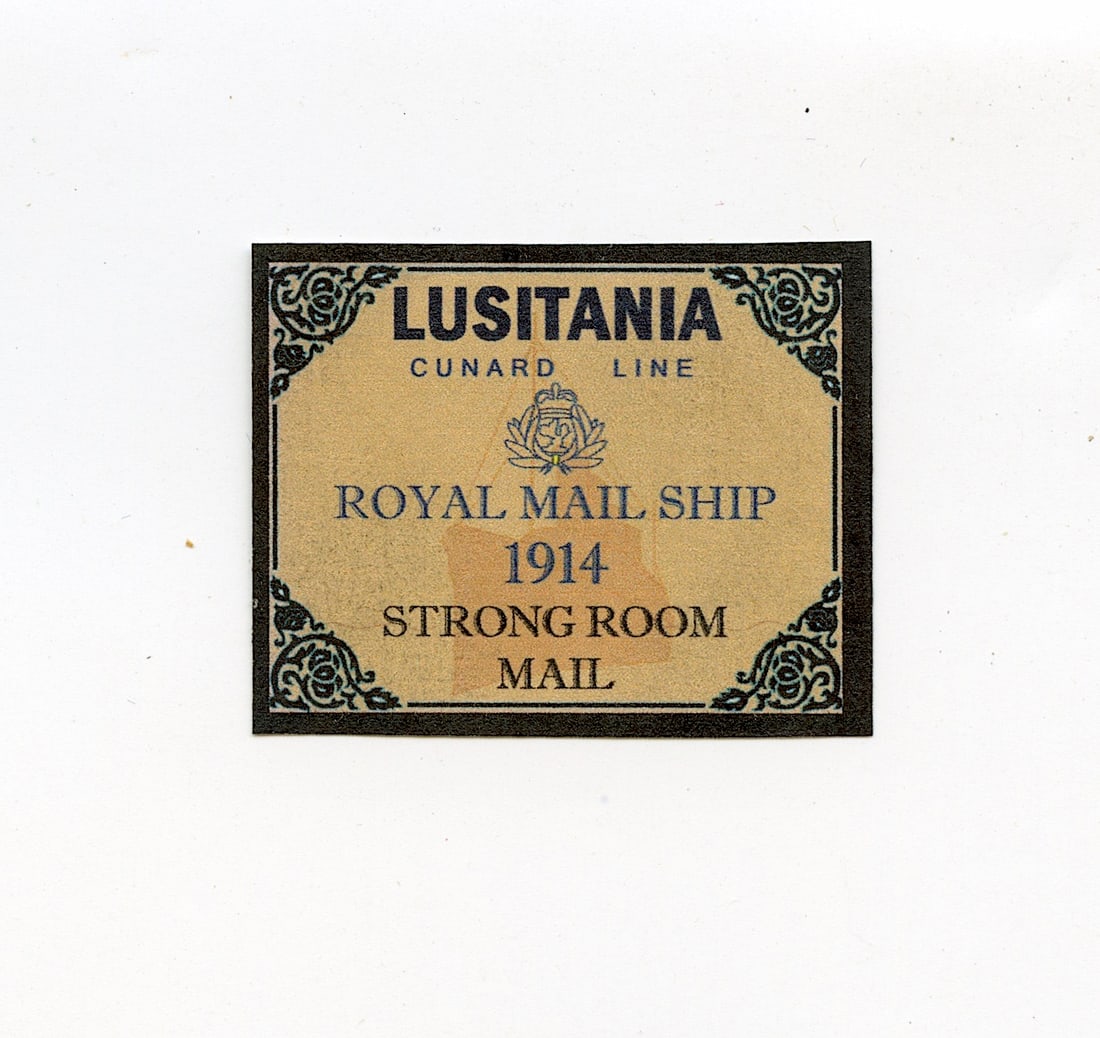 LUSITANIA
CUNARD LINE
ROYAL MAIL SHIP
1914
STRONG ROOM
MAIL